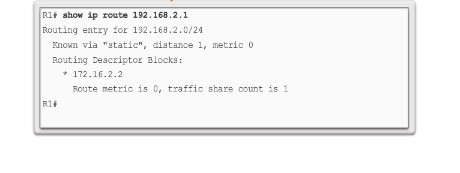 R1# show ip route 192.168.2.1
Routing entry for 192.168.2.0/24
Known via "static", distance 1, metric 0
Routing Descriptor Blocks:
* 172.16.2.2
Route metric is 0, traffic share count is 1
R1#